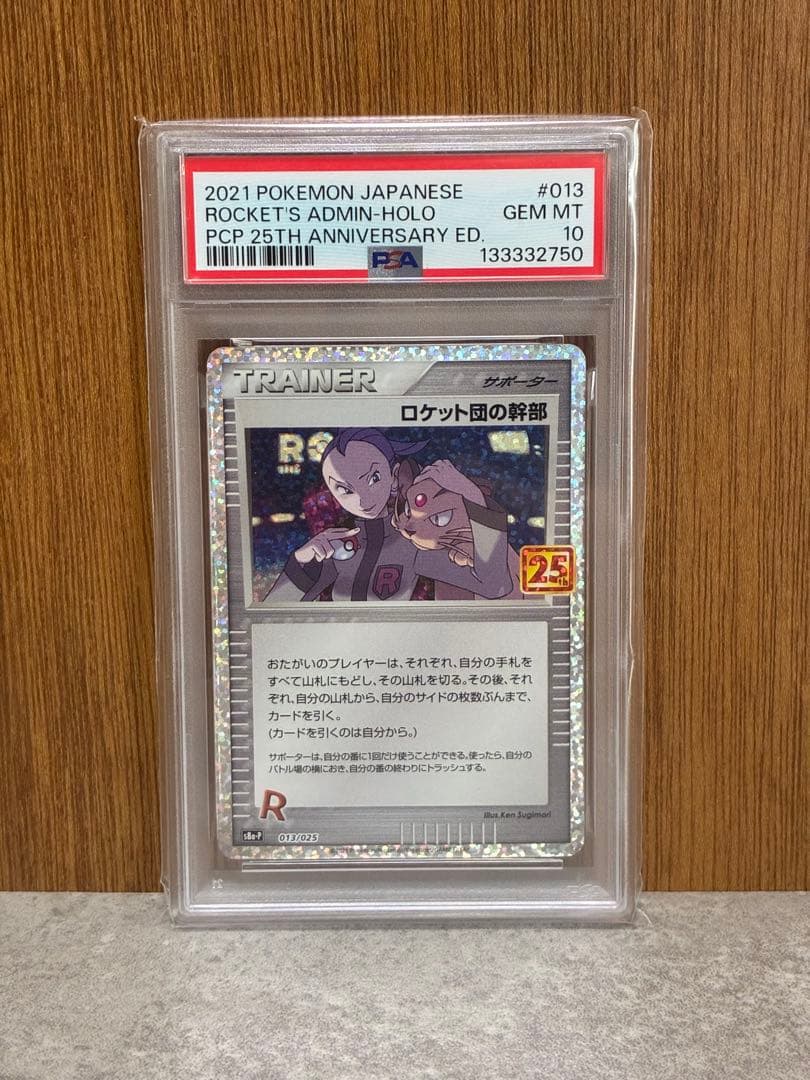 2021 POKEMON JAPANESE #013
ROCKET'S ADMIN-HOLO GEM MT
PCP 25TH ANNIVERSARY ED. 10
PSA 133332750
TRAINER サポーター
ロケット団の幹部
R
R
25th
おたがいのプレイヤーは、それぞれ、自分の手札を
すべて山札にもどし、その山札を切る。その後、それ
ぞれ、自分の山札から、自分のサイドの枚数ぶんまで、
カードを引く。
(カードを引くのは自分から。)
サポーターは、自分の番に1回だけ使うことができる。使ったら、自分の
バトル場の横におき、自分の番の終わりにトラッシュする。
R
illus. Ken Sugimori
s8a-P 013/025